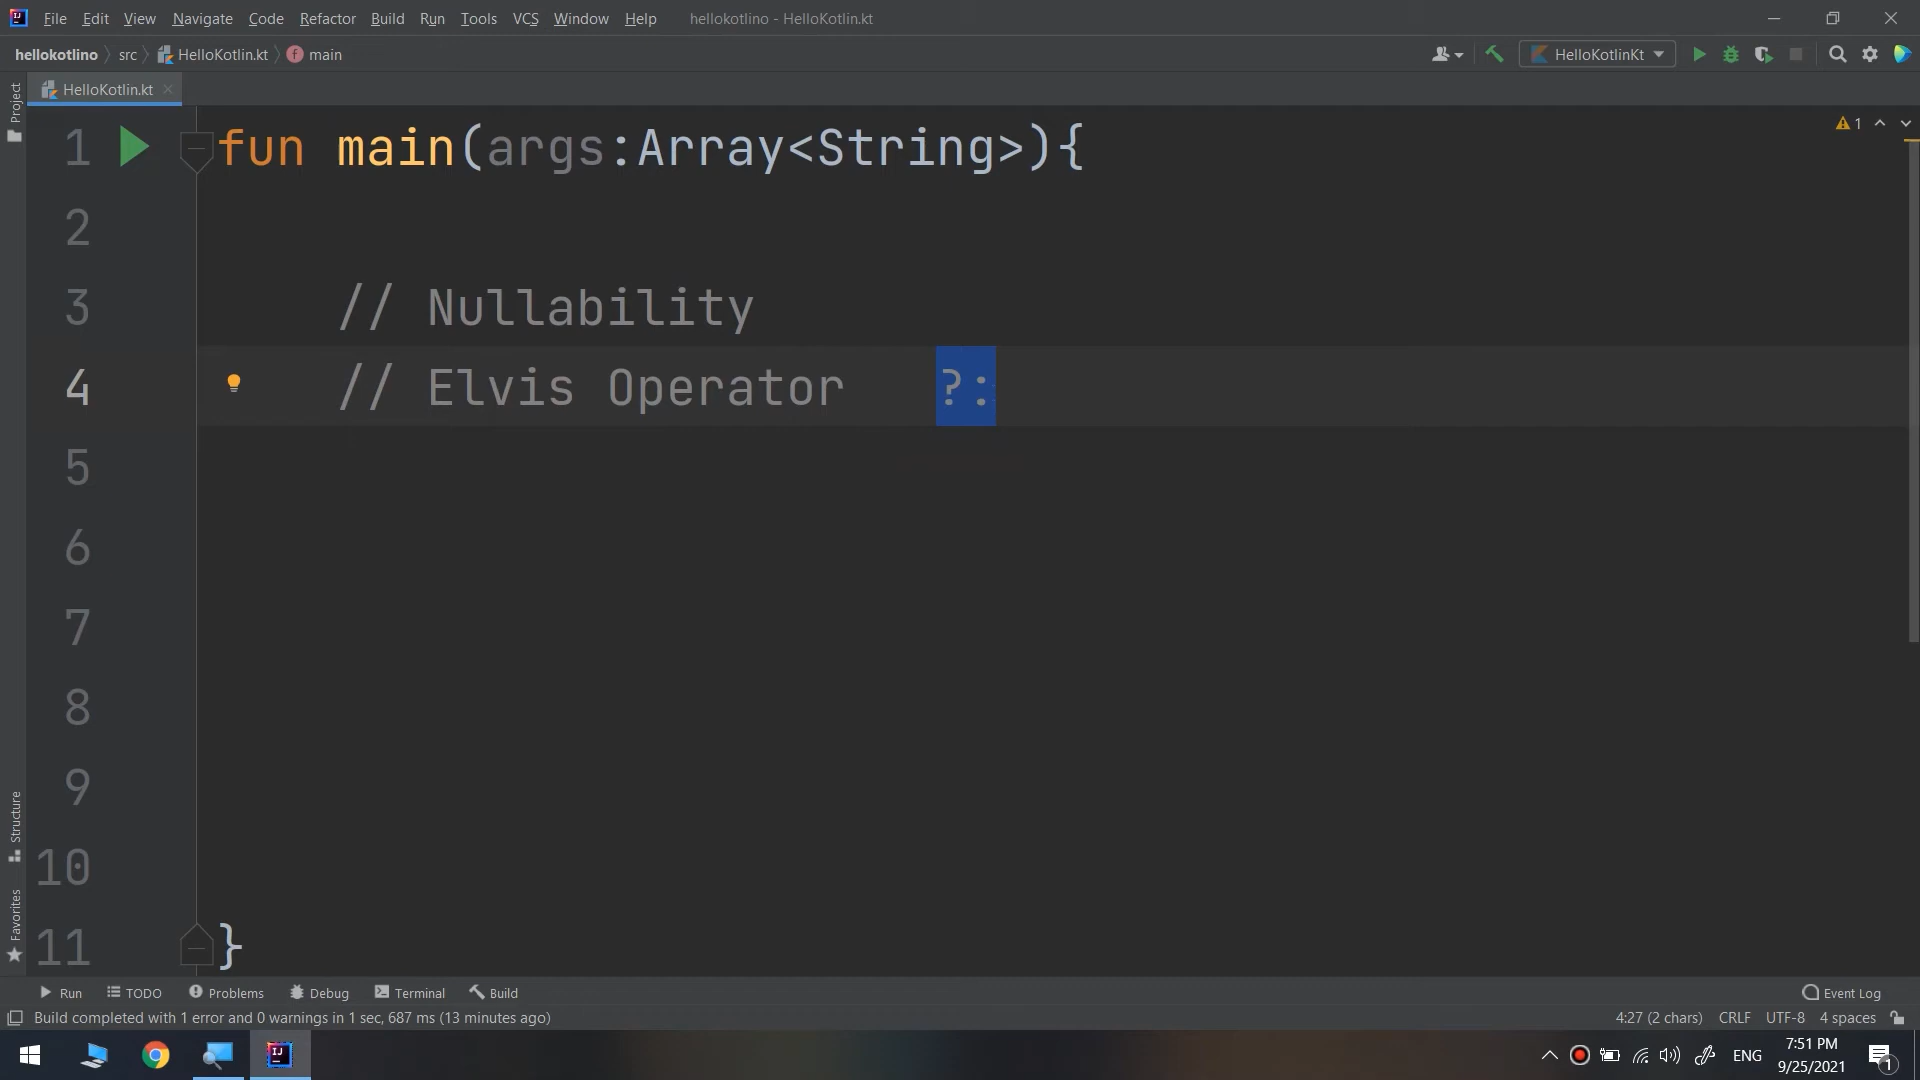 File Edit View Navigate Code Refactor Build Run Tools VCS Window Help hellokotlino - HelloKotlin.kt
hellokotlino src HelloKotlin.kt main HelloKotlinKt
Project
HelloKotlin.kt
1 fun main(args:Array<String>){
1
2
3 // Nullability
4 // Elvis Operator ?:
5
6
7
8
9
10
11 }
Structure
Favorites
Run TODO Problems Debug Terminal Build Event Log
Build completed with 1 error and 0 warnings in 1 sec, 687 ms (13 minutes ago) 4:27 (2 chars) CRLF UTF-8 4 spaces
ENG 7:51 PM
9/25/2021 1